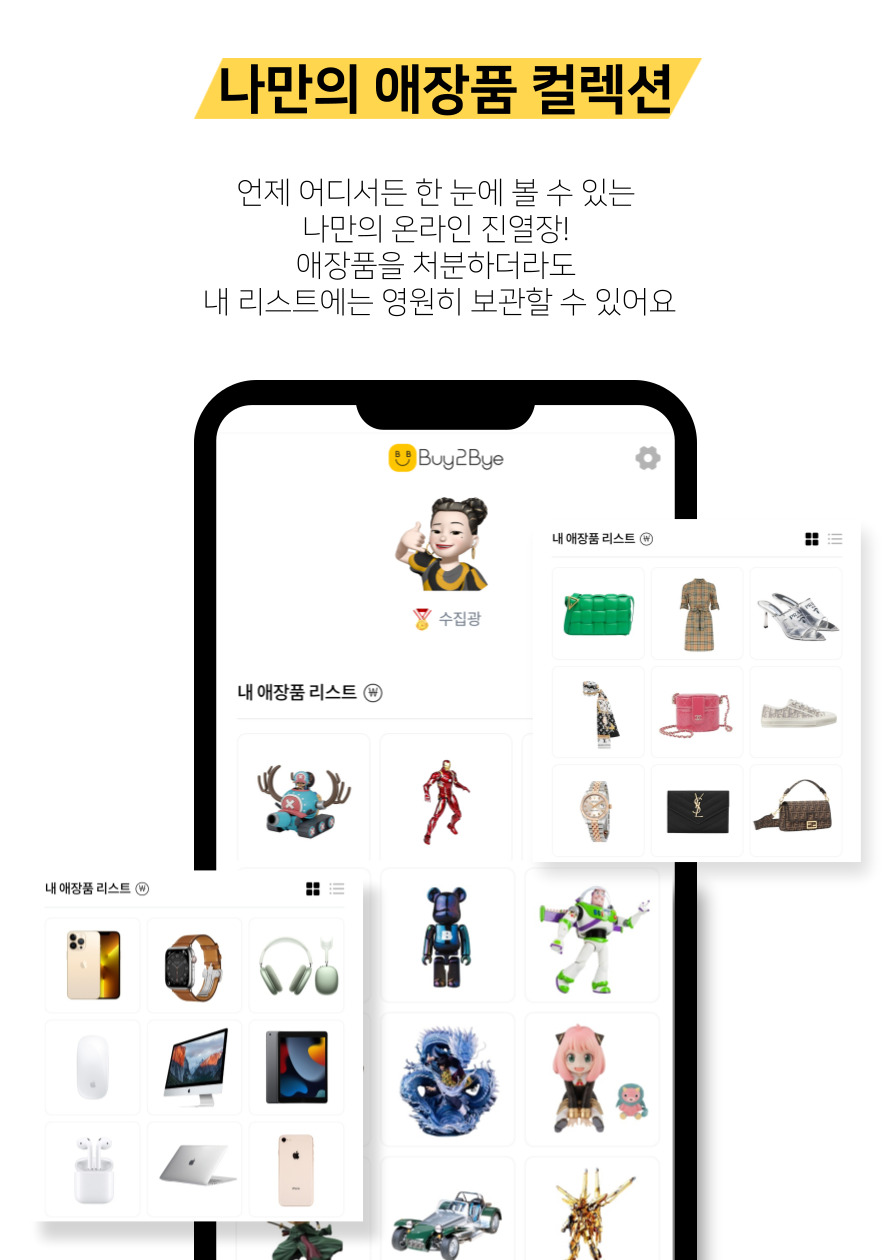 나만의 애장품 컬렉션
언제 어디서든 한 눈에 볼 수 있는
나만의 온라인 진열장!
애장품을 처분하더라도
내 리스트에는 영원히 보관할 수 있어요
B B Buy2Bye
수집광
내 애장품 리스트 ₩
내 애장품 리스트 ₩
내 애장품 리스트 ₩